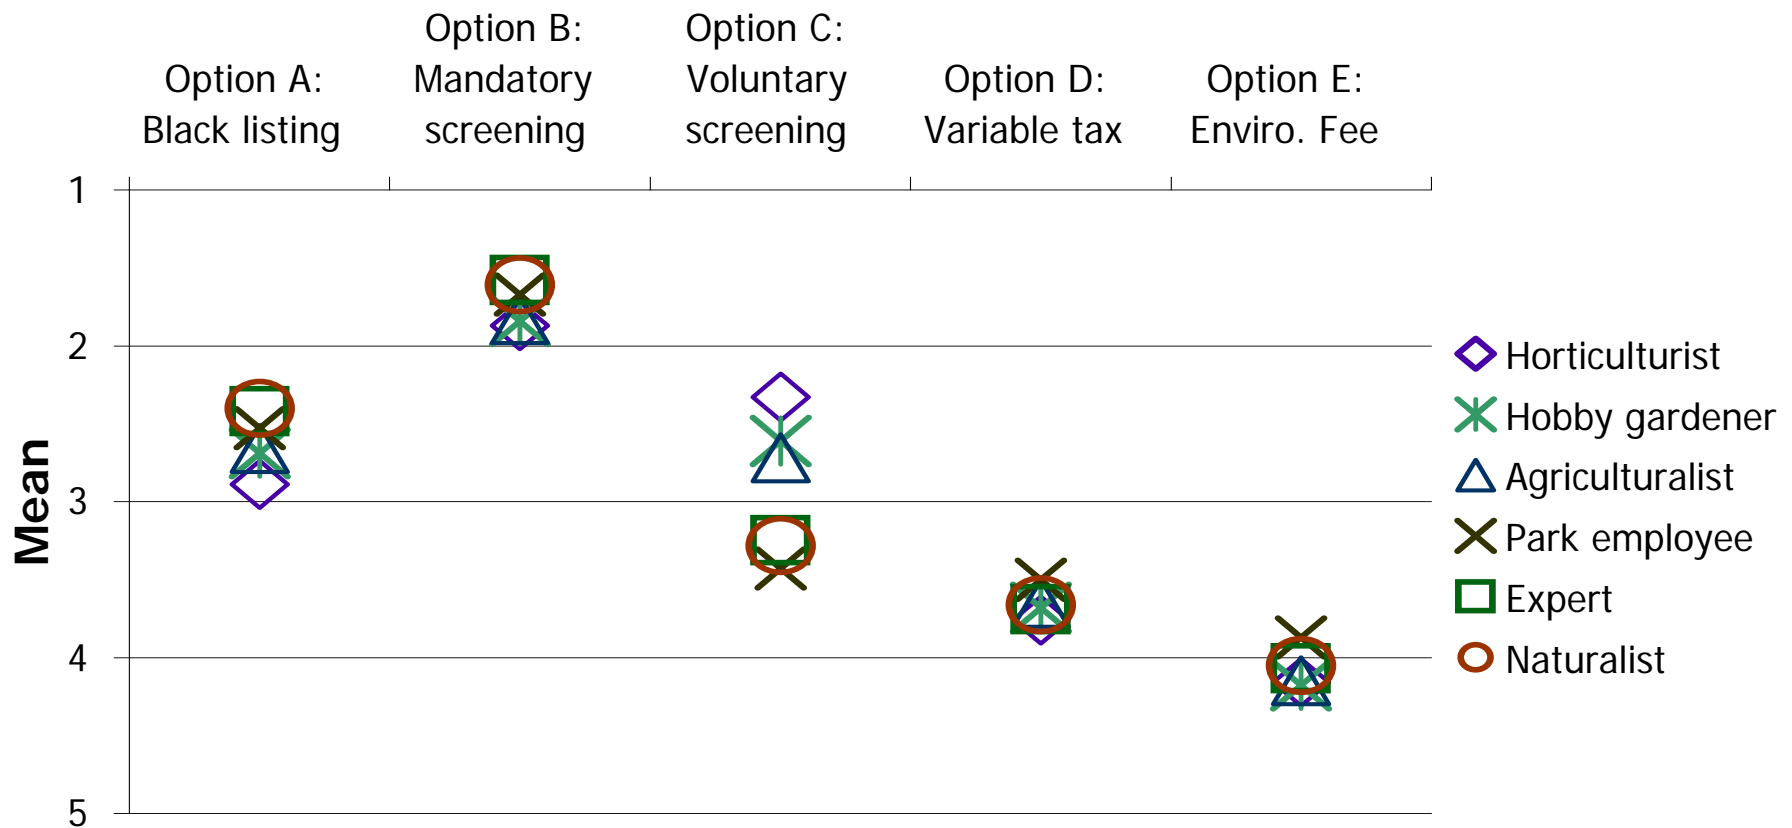 Option A:
Black listing
Option B:
Mandatory
screening
Option C:
Voluntary
screening
Option D:
Variable tax
Option E:
Enviro. Fee
Mean
1
2
3
4
5
Horticulturist
Hobby gardener
Agriculturalist
Park employee
Expert
Naturalist